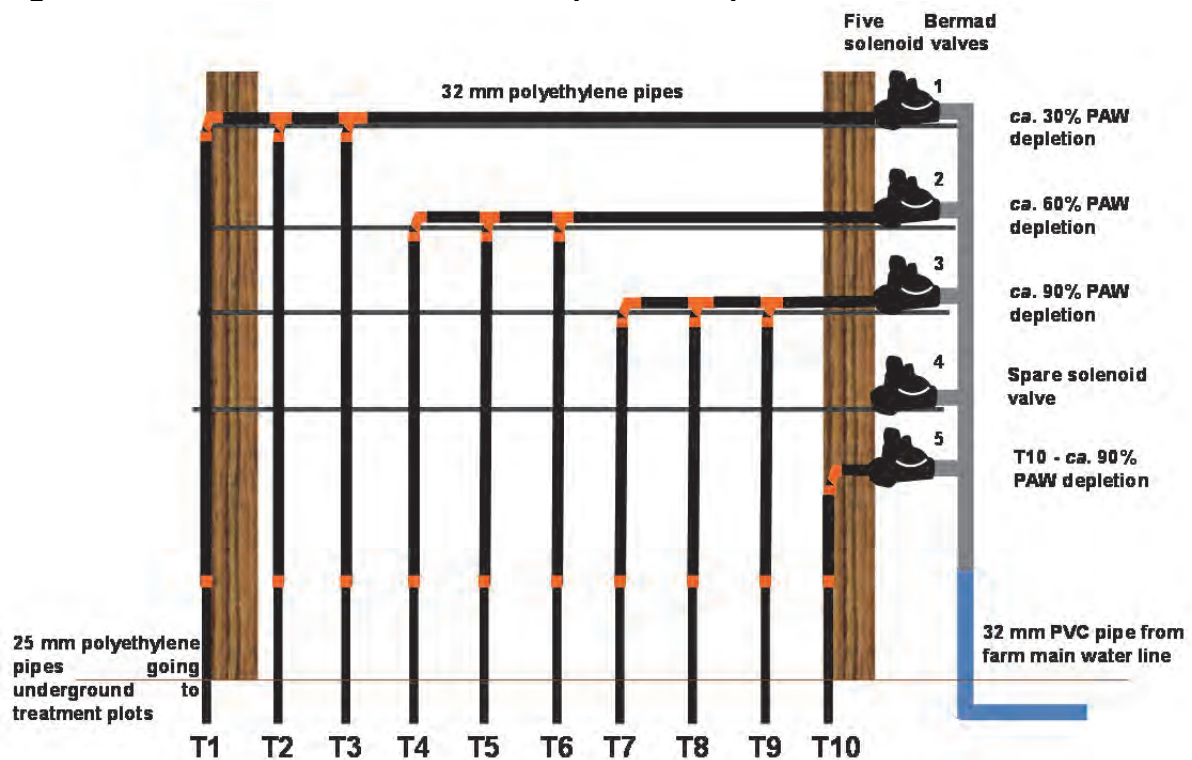 Five Bermad
solenoid valves
32 mm polyethylene pipes
1
ca. 30% PAW
depletion
2
ca. 60% PAW
depletion
3
ca. 90% PAW
depletion
4
Spare solenoid
valve
5
T10 - ca. 90%
PAW depletion
25 mm polyethylene
pipes going
underground to
treatment plots
32 mm PVC pipe from
farm main water line
T1 T2 T3 T4 T5 T6 T7 T8 T9 T10